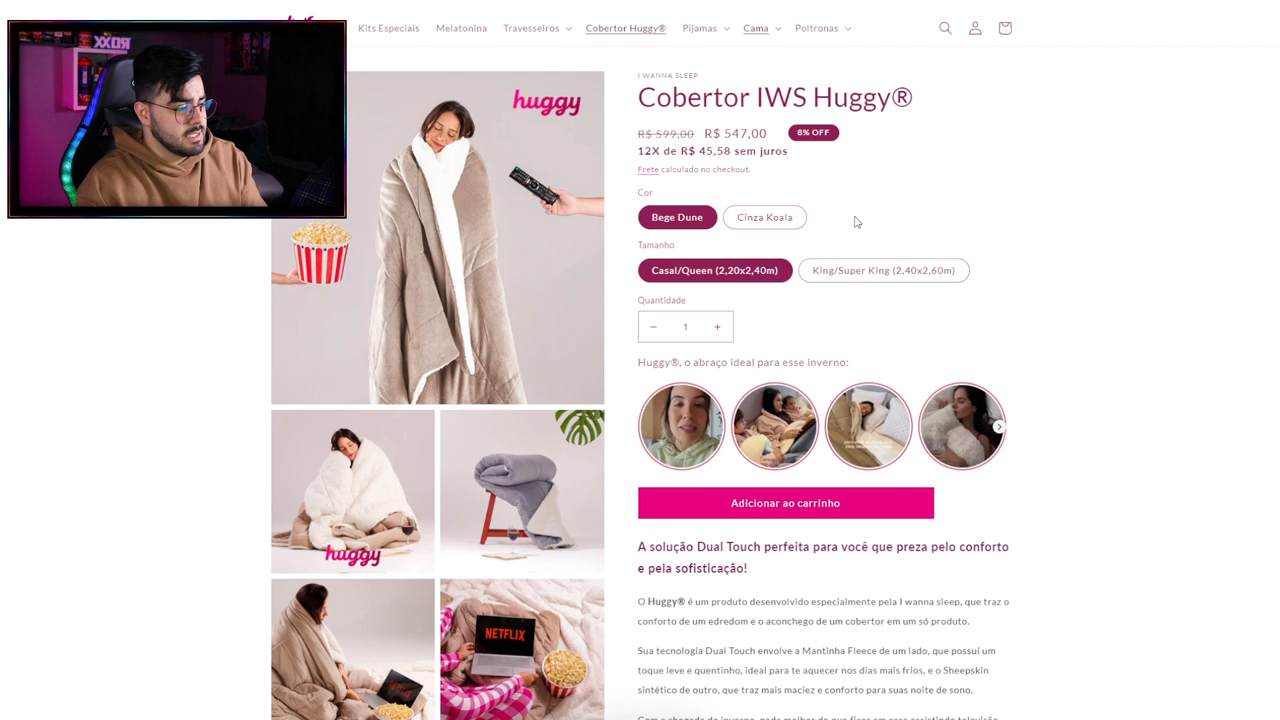 Kits Especiais
Melatonina
Travesseiros
Cobertor Huggy®
Pijamas
Cama
Poltronas
huggy
I WANNA SLEEP
Cobertor IWS Huggy®
R$ 599,00 R$ 547,00 8% OFF
12X de R$ 45,58 sem juros
Frete calculado no checkout.
Cor
Bege Dune
Cinza Koala
Tamanho
Casal/Queen (2,20x2,40m)
King/Super King (2,40x2,60m)
Quantidade
− 1 +
Huggy®, o abraço ideal para esse inverno:
Adicionar ao carrinho
huggy
NETFLIX
A solução Dual Touch perfeita para você que preza pelo conforto
e pela sofisticação!
O Huggy® é um produto desenvolvido especialmente pela I wanna sleep, que traz o
conforto de um edredom e o aconchego de um cobertor em um só produto.
Sua tecnologia Dual Touch envolve a Mantinha Fleece de um lado, que possui um
toque leve e quentinho, ideal para te aquecer nos dias mais frios, e o Sheepskin
sintético de outro, que traz mais maciez e conforto para suas noite de sono.